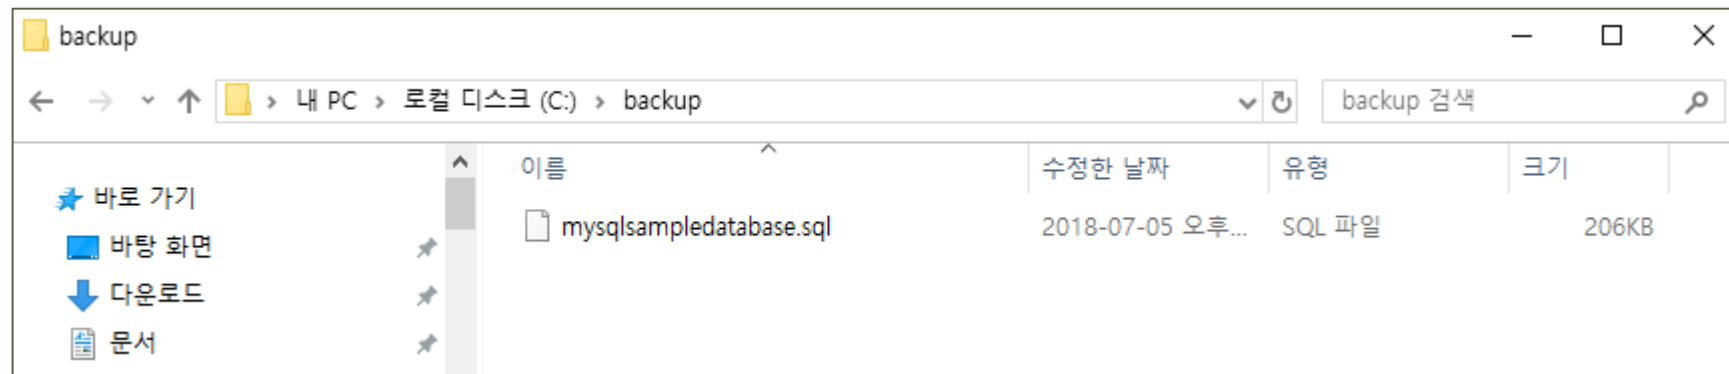 backup
내 PC > 로컬 디스크 (C:) > backup
backup 검색
이름 수정한 날짜 유형 크기
바로 가기
mysqlsampledatabase.sql 2018-07-05 오후... SQL 파일 206KB
바탕 화면
다운로드
문서